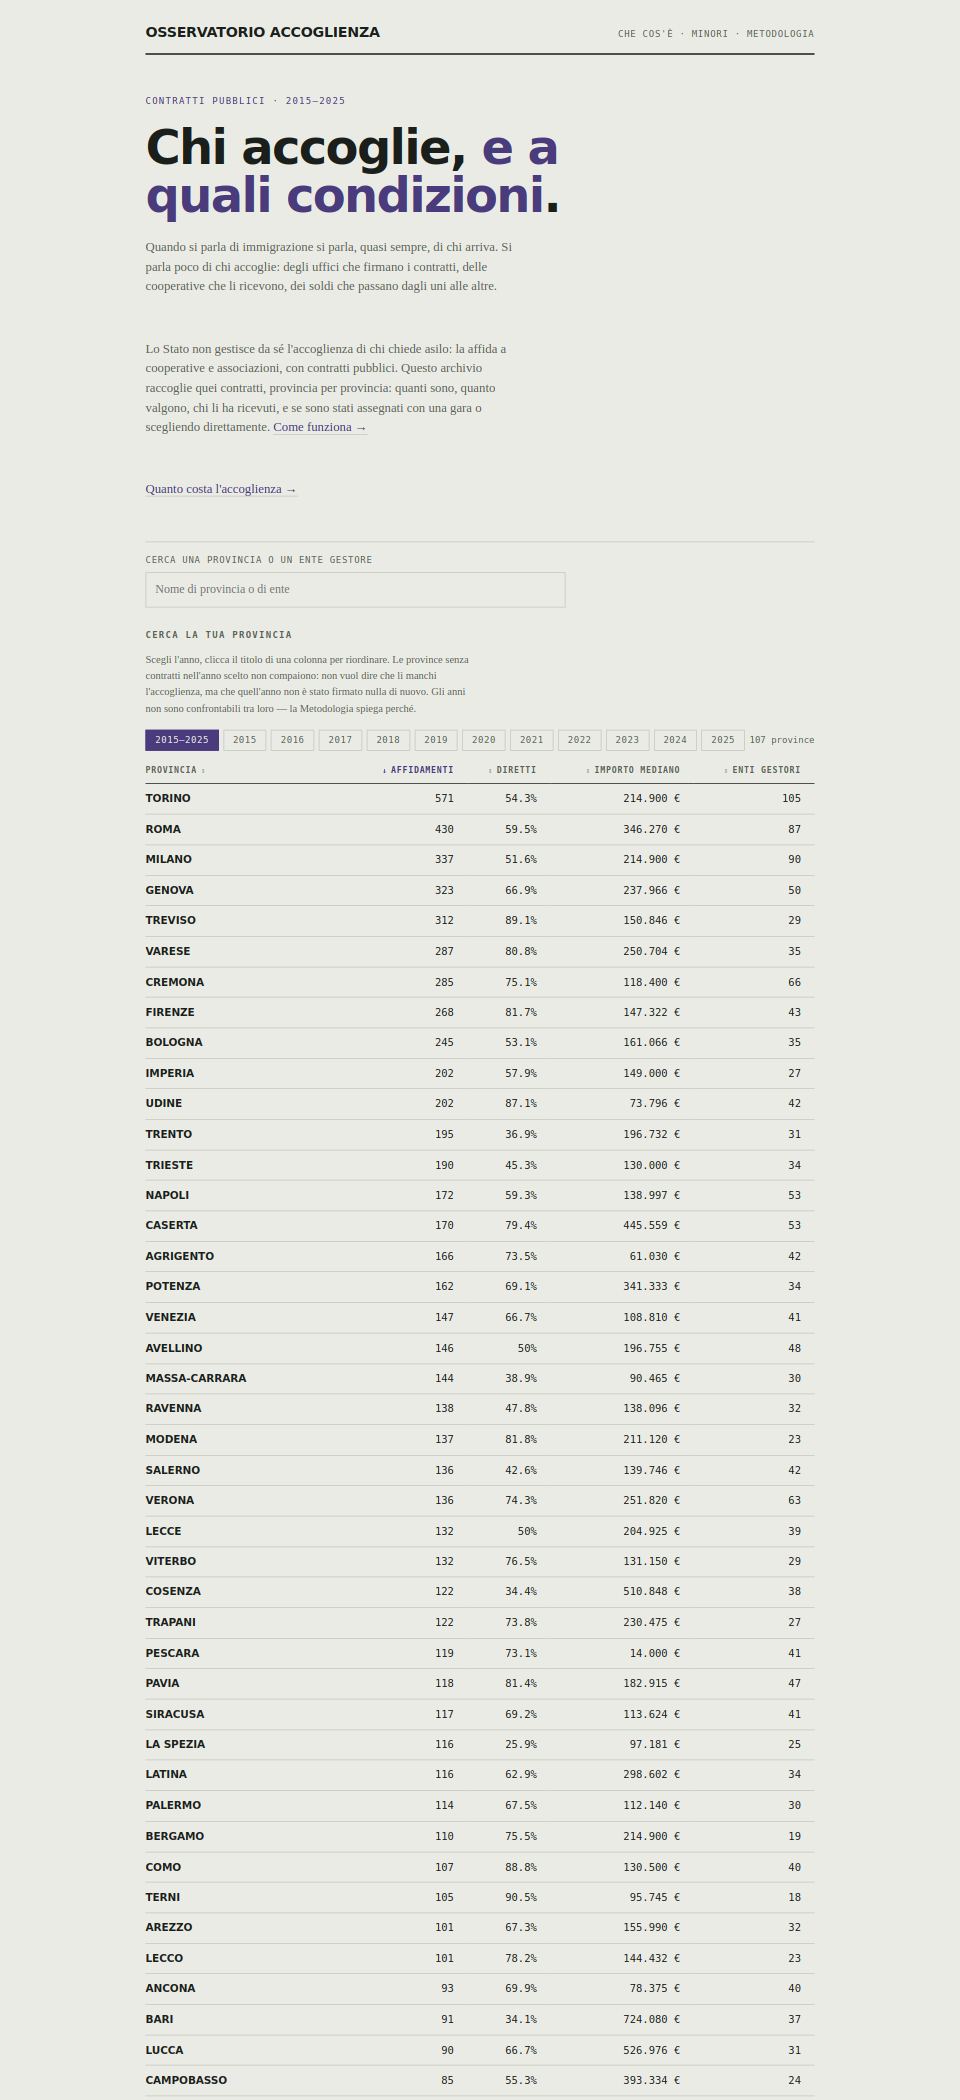 OSSERVATORIO ACCOGLIENZA
CHE COS'È · MINORI · METODOLOGIA
CONTRATTI PUBBLICI · 2015—2025
Chi accoglie, e a
quali condizioni.
Quando si parla di immigrazione si parla, quasi sempre, di chi arriva. Si
parla poco di chi accoglie: degli uffici che firmano i contratti, delle
cooperative che li ricevono, dei soldi che passano dagli uni alle altre.
Lo Stato non gestisce da sé l'accoglienza di chi chiede asilo: la affida a
cooperative e associazioni, con contratti pubblici. Questo archivio
raccoglie quei contratti, provincia per provincia: quanti sono, quanto
valgono, chi li ha ricevuti, e se sono stati assegnati con una gara o
scegliendo direttamente. Come funziona →
Quanto costa l'accoglienza →
CERCA UNA PROVINCIA O UN ENTE GESTORE
Nome di provincia o di ente
CERCA LA TUA PROVINCIA
Scegli l'anno, clicca il titolo di una colonna per riordinare. Le province senza
contratti nell'anno scelto non compaiono: non vuol dire che lì manchi
l'accoglienza, ma che quell'anno non è stato firmato nulla di nuovo. Gli anni
non sono confrontabili tra loro — la Metodologia spiega perché.
2015—2025 2015 2016 2017 2018 2019 2020 2021 2022 2023 2024 2025 107 province
PROVINCIA ↕ ↓ AFFIDAMENTI ↕ DIRETTI ↕ IMPORTO MEDIANO ↕ ENTI GESTORI
TORINO 571 54.3% 214.900 € 105
ROMA 430 59.5% 346.270 € 87
MILANO 337 51.6% 214.900 € 90
GENOVA 323 66.9% 237.966 € 50
TREVISO 312 89.1% 150.846 € 29
VARESE 287 80.8% 250.704 € 35
CREMONA 285 75.1% 118.400 € 66
FIRENZE 268 81.7% 147.322 € 43
BOLOGNA 245 53.1% 161.066 € 35
IMPERIA 202 57.9% 149.000 € 27
UDINE 202 87.1% 73.796 € 42
TRENTO 195 36.9% 196.732 € 31
TRIESTE 190 45.3% 130.000 € 34
NAPOLI 172 59.3% 138.997 € 53
CASERTA 170 79.4% 445.559 € 53
AGRIGENTO 166 73.5% 61.030 € 42
POTENZA 162 69.1% 341.333 € 34
VENEZIA 147 66.7% 108.810 € 41
AVELLINO 146 50% 196.755 € 48
MASSA-CARRARA 144 38.9% 90.465 € 30
RAVENNA 138 47.8% 138.096 € 32
MODENA 137 81.8% 211.120 € 23
SALERNO 136 42.6% 139.746 € 42
VERONA 136 74.3% 251.820 € 63
LECCE 132 50% 204.925 € 39
VITERBO 132 76.5% 131.150 € 29
COSENZA 122 34.4% 510.848 € 38
TRAPANI 122 73.8% 230.475 € 27
PESCARA 119 73.1% 14.000 € 41
PAVIA 118 81.4% 182.915 € 47
SIRACUSA 117 69.2% 113.624 € 41
LA SPEZIA 116 25.9% 97.181 € 25
LATINA 116 62.9% 298.602 € 34
PALERMO 114 67.5% 112.140 € 30
BERGAMO 110 75.5% 214.900 € 19
COMO 107 88.8% 130.500 € 40
TERNI 105 90.5% 95.745 € 18
AREZZO 101 67.3% 155.990 € 32
LECCO 101 78.2% 144.432 € 23
ANCONA 93 69.9% 78.375 € 40
BARI 91 34.1% 724.080 € 37
LUCCA 90 66.7% 526.976 € 31
CAMPOBASSO 85 55.3% 393.334 € 24